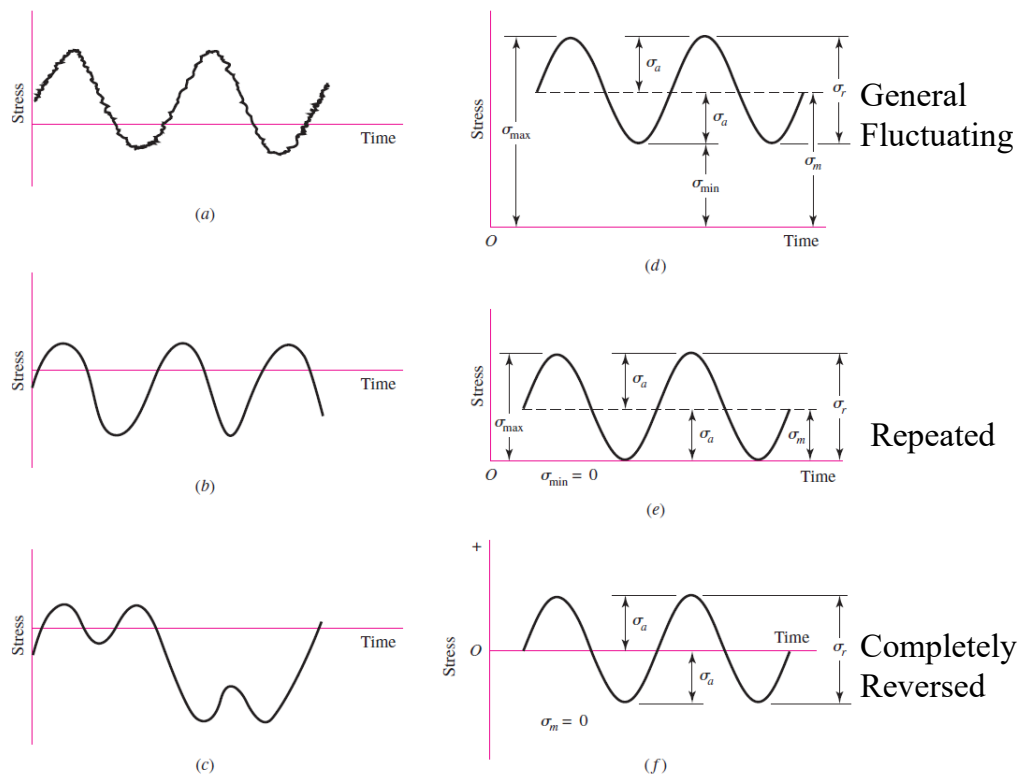 Stress
Time
(a)
Stress
Time
(b)
Stress
Time
(c)
Stress
σmax
σa
σa
σmin
σr
σm
O
Time
(d)
General
Fluctuating
Stress
σmax
σa
σa
σm
σr
O
σmin = 0
Time
(e)
Repeated
+
Stress
O
σa
σa
Time
σr
σm = 0
(f)
Completely
Reversed